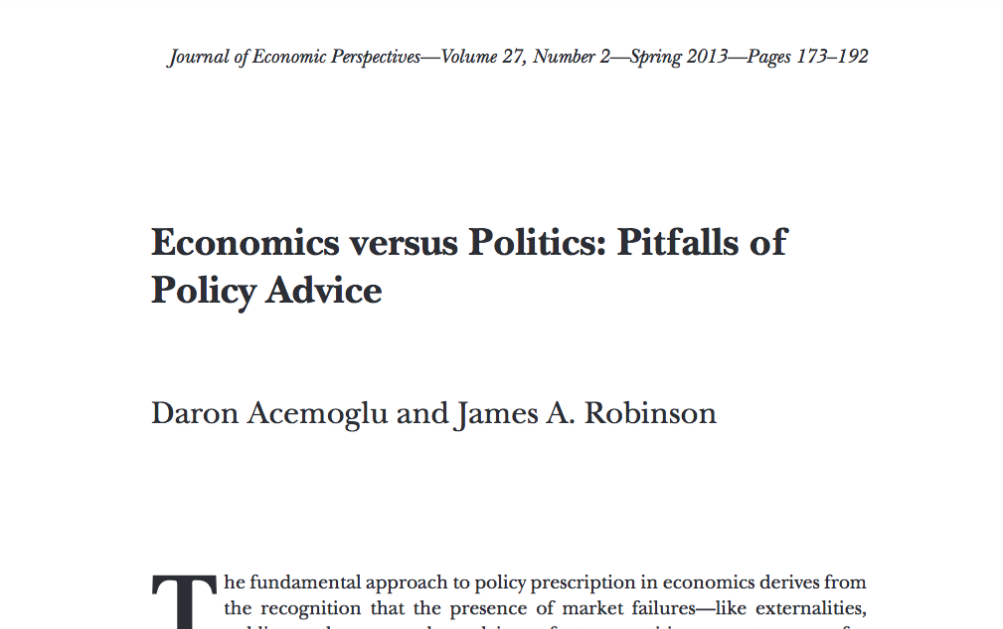 Journal of Economic Perspectives—Volume 27, Number 2—Spring 2013—Pages 173–192
Economics versus Politics: Pitfalls of
Policy Advice
Daron Acemoglu and James A. Robinson
The fundamental approach to policy prescription in economics derives from
the recognition that the presence of market failures—like externalities,